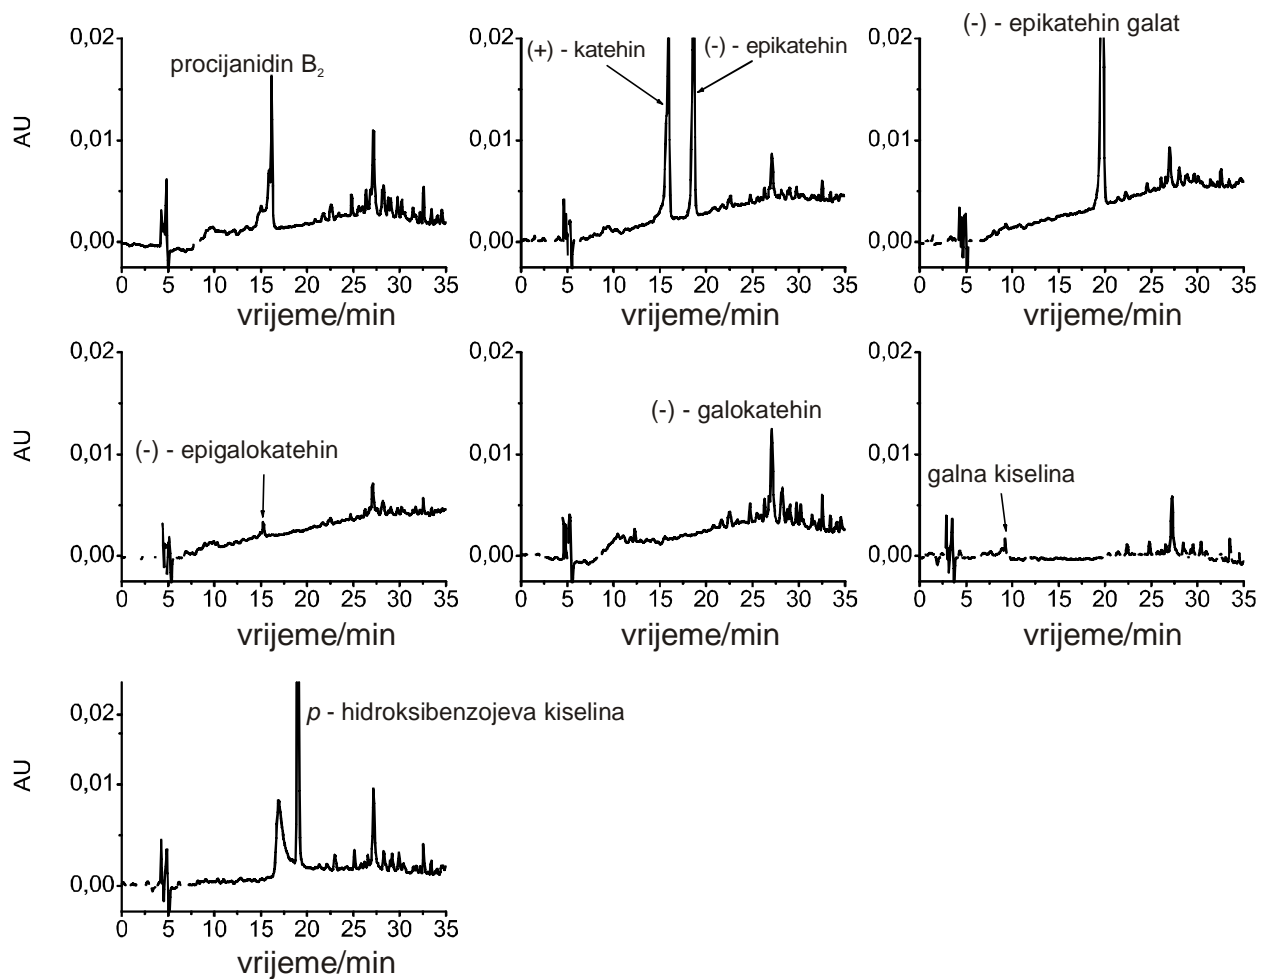 (-) - epikatehin galat
0,02
0,02
0,02
procijanidin B₂
(+) - katehin
(-) - epikatehin
AU
0,01
0,01
0,01
0,00
0,00
0,00
0 5 10 15 20 25 30 35
0 5 10 15 20 25 30 35
0 5 10 15 20 25 30 35
vrijeme/min
vrijeme/min
vrijeme/min
0,02
0,02
0,02
(-) - galokatehin
AU
(-) - epigalokatehin
0,01
0,01
0,01
galna kiselina
0,00
0,00
0,00
0 5 10 15 20 25 30 35
0 5 10 15 20 25 30 35
0 5 10 15 20 25 30 35
vrijeme/min
vrijeme/min
vrijeme/min
0,02
p - hidroksibenzojeva kiselina
AU
0,01
0,00
0 5 10 15 20 25 30 35
vrijeme/min